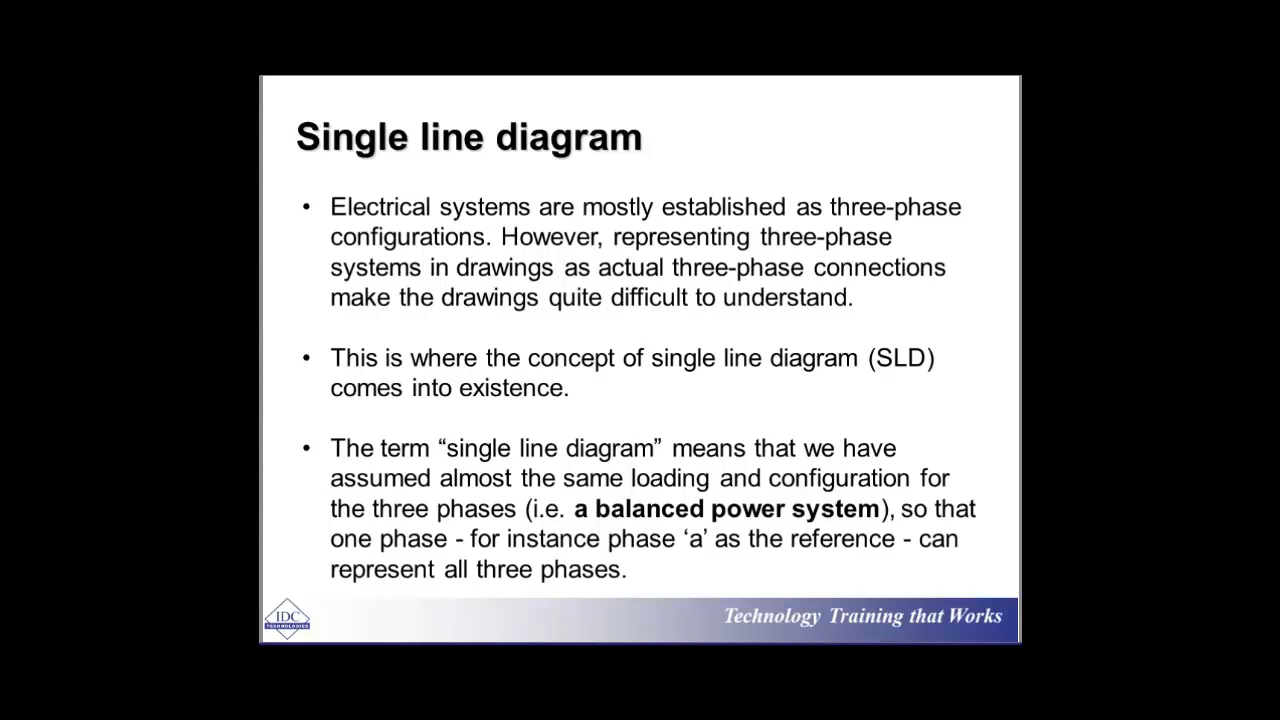 Single line diagram
• Electrical systems are mostly established as three-phase
configurations. However, representing three-phase
systems in drawings as actual three-phase connections
make the drawings quite difficult to understand.
• This is where the concept of single line diagram (SLD)
comes into existence.
• The term “single line diagram” means that we have
assumed almost the same loading and configuration for
the three phases (i.e. a balanced power system), so that
one phase - for instance phase ‘a’ as the reference - can
represent all three phases.
IDC
TECHNOLOGIES
Technology Training that Works